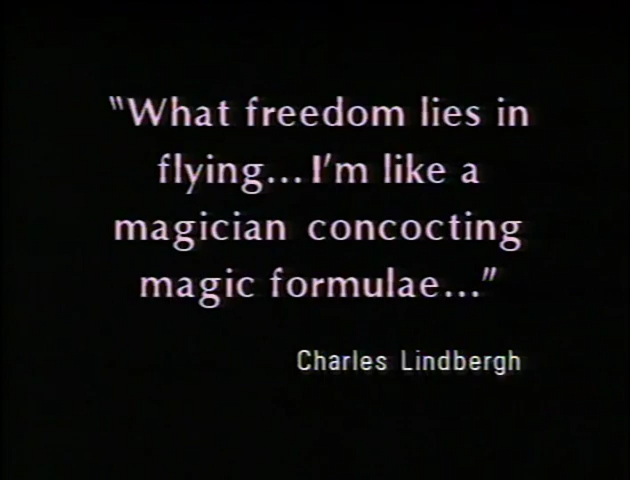 "What freedom lies in
flying...I'm like a
magician concocting
magic formulae..."
Charles Lindbergh